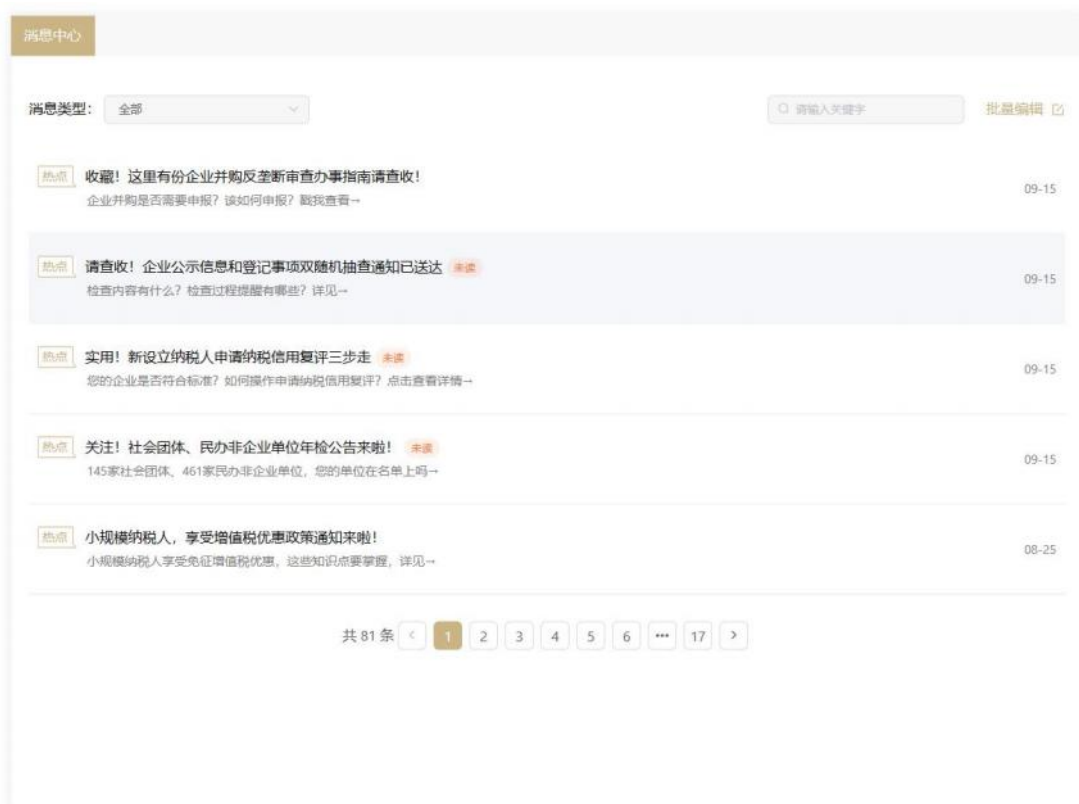 消息中心
消息类型： 全部 请输入关键字 批量编辑
热点 收藏！这里有份企业并购反垄断审查办事指南请查收！
企业并购是否需要申报？该如何申报？戳我查看→
09-15
热点 请查收！企业公示信息和登记事项双随机抽查通知已送达 未读
检查内容有什么？检查过程提醒有哪些？详见→
09-15
热点 实用！新设立纳税人申请纳税信用复评三步走 未读
您的企业是否符合标准？如何操作申请纳税信用复评？点击查看详情→
09-15
热点 关注！社会团体、民办非企业单位年检公告来啦！ 未读
145家社会团体、461家民办非企业单位，您的单位在名单上吗→
09-15
热点 小规模纳税人，享受增值税优惠政策通知来啦！
小规模纳税人享受免征增值税优惠，这些知识点要掌握，详见→
08-25
共 81 条 < 1 2 3 4 5 6 ••• 17 >